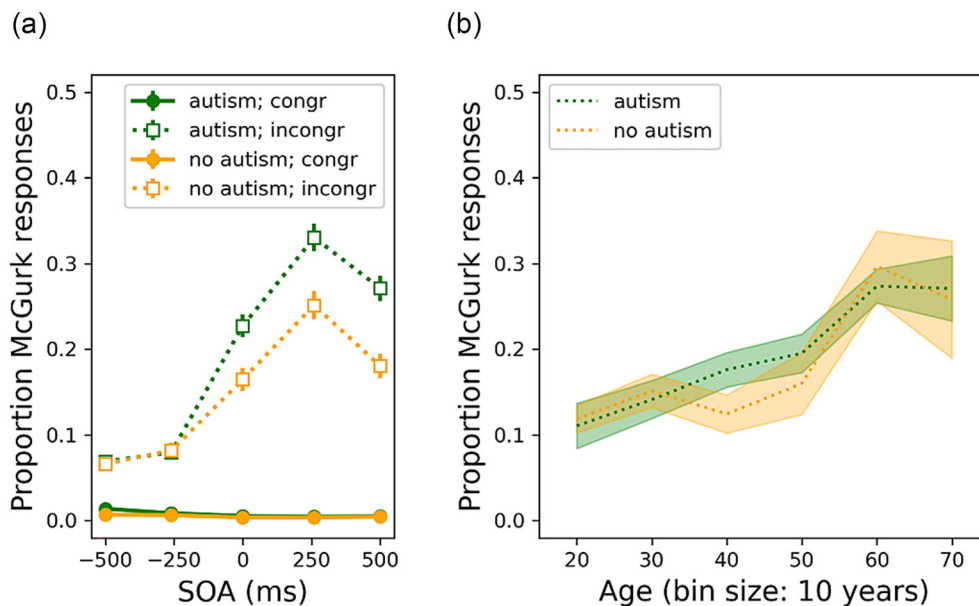 (a)
Proportion McGurk responses
0.5
0.4
0.3
0.2
0.1
0.0
autism; congr
autism; incongr
no autism; congr
no autism; incongr
−500
−250
0
250
500
SOA (ms)
(b)
Proportion McGurk responses
0.5
0.4
0.3
0.2
0.1
0.0
autism
no autism
20
30
40
50
60
70
Age (bin size: 10 years)